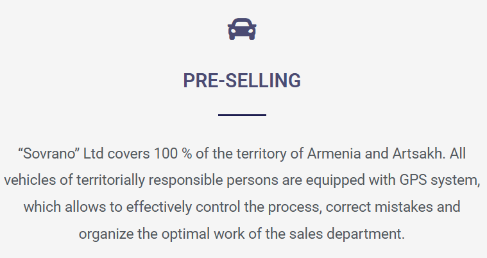 PRE-SELLING
“Sovrano” Ltd covers 100 % of the territory of Armenia and Artsakh. All
vehicles of territorially responsible persons are equipped with GPS system,
which allows to effectively control the process, correct mistakes and
organize the optimal work of the sales department.